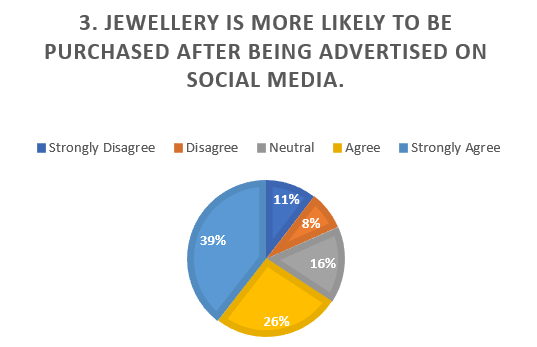 3. JEWELLERY IS MORE LIKELY TO BE
PURCHASED AFTER BEING ADVERTISED ON
SOCIAL MEDIA.
Strongly Disagree Disagree Neutral Agree Strongly Agree
11%
8%
39%
16%
26%